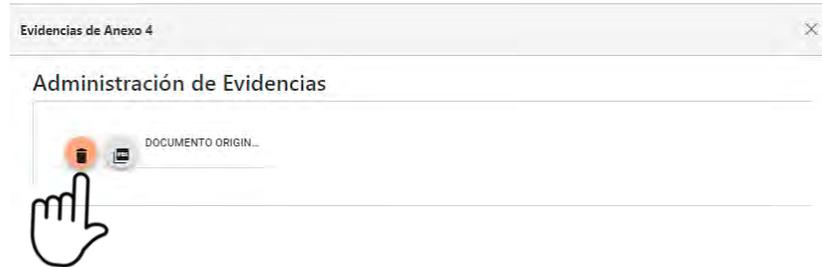 Evidencias de Anexo 4
Administración de Evidencias
DOCUMENTO ORIGIN...